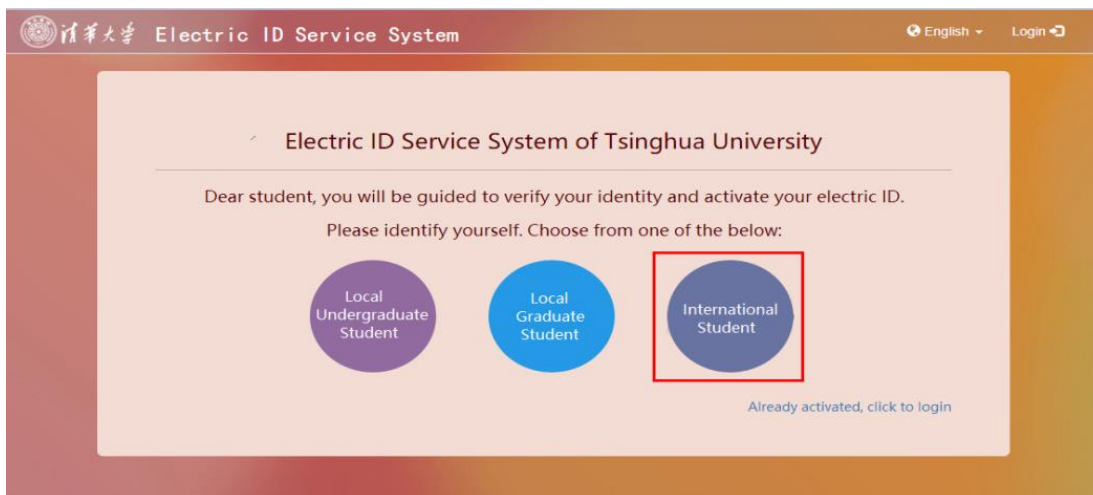 清华大学 Electric ID Service System
English
Login
Electric ID Service System of Tsinghua University
Dear student, you will be guided to verify your identity and activate your electric ID.
Please identify yourself. Choose from one of the below:
Local
Undergraduate
Student
Local
Graduate
Student
International
Student
Already activated, click to login